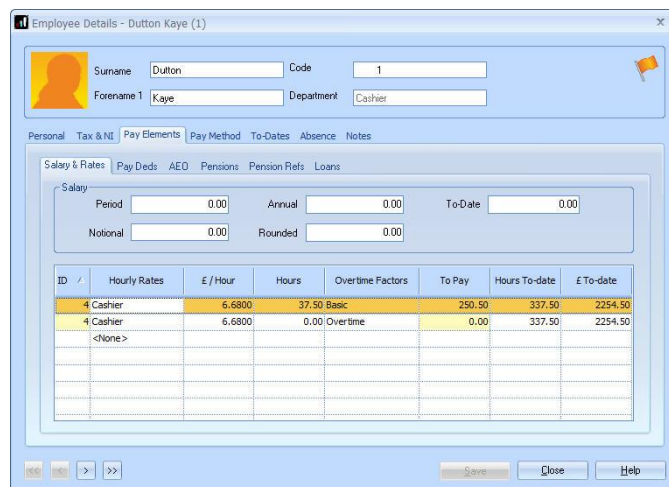 Employee Details - Dutton Kaye (1)
Surname Dutton Code 1
Forename 1 Kaye Department Cashier
Personal Tax & NI Pay Elements Pay Method To-Dates Absence Notes
Salary & Rates Pay Deds AEO Pensions Pension Refs Loans
Salary
Period 0.00 Annual 0.00 To-Date 0.00
Notional 0.00 Rounded 0.00
ID Hourly Rates £ / Hour Hours Overtime Factors To Pay Hours To-date £ To-date
4 Cashier 6.6800 37.50 Basic 250.50 337.50 2254.50
4 Cashier 6.6800 0.00 Overtime 0.00 337.50 2254.50
<None>
<< < > >> Save Close Help